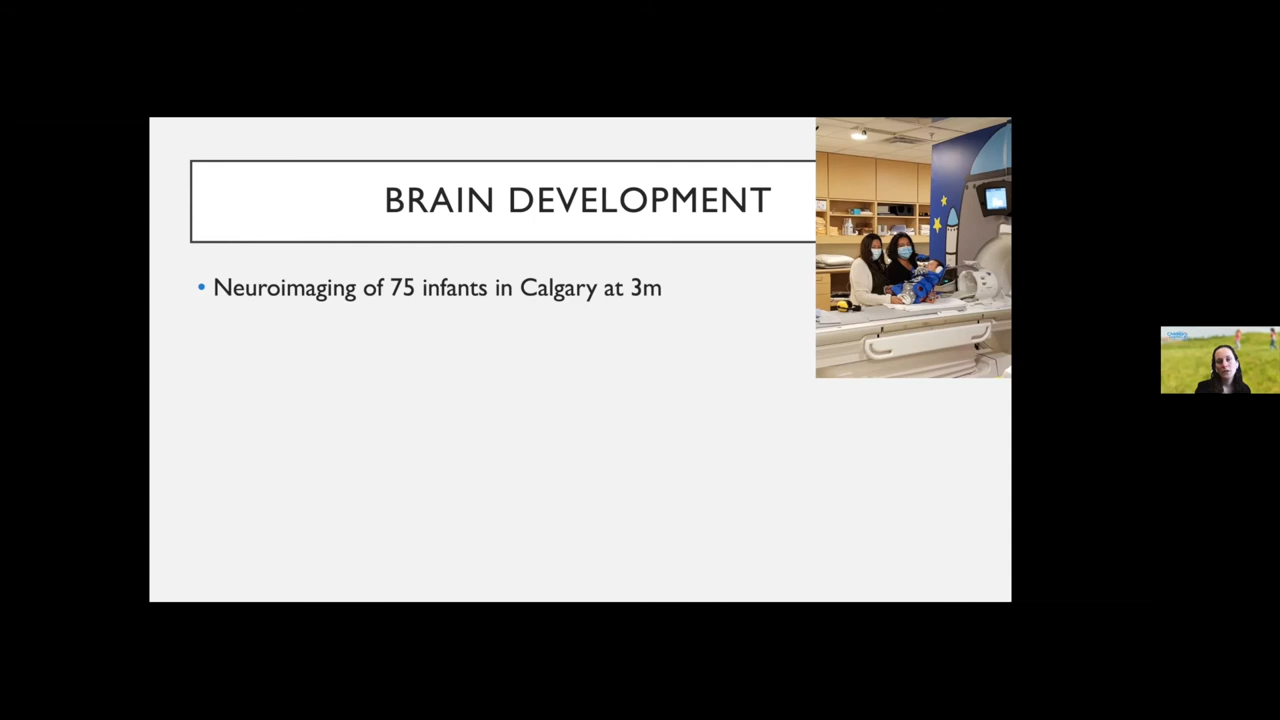 BRAIN DEVELOPMENT
• Neuroimaging of 75 infants in Calgary at 3m